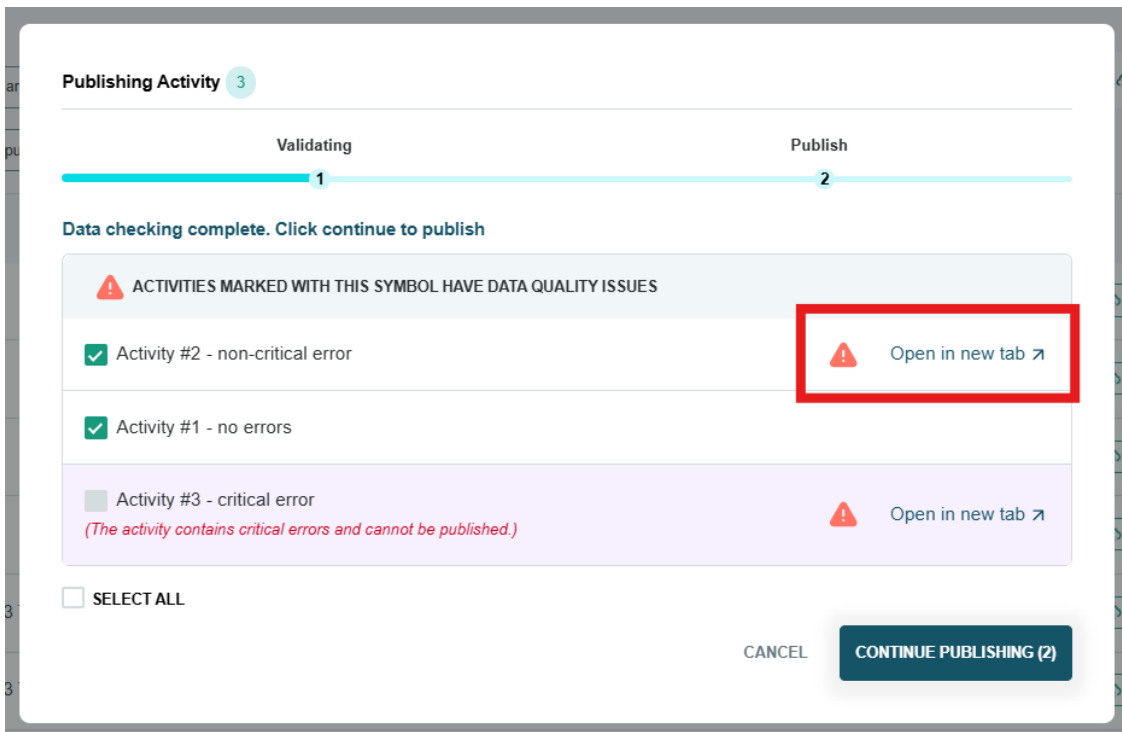 Publishing Activity 3
Validating
Publish
1
2
Data checking complete. Click continue to publish
ACTIVITIES MARKED WITH THIS SYMBOL HAVE DATA QUALITY ISSUES
Activity #2 - non-critical error
Open in new tab ↗
Activity #1 - no errors
Activity #3 - critical error
(The activity contains critical errors and cannot be published.)
Open in new tab ↗
SELECT ALL
CANCEL
CONTINUE PUBLISHING (2)